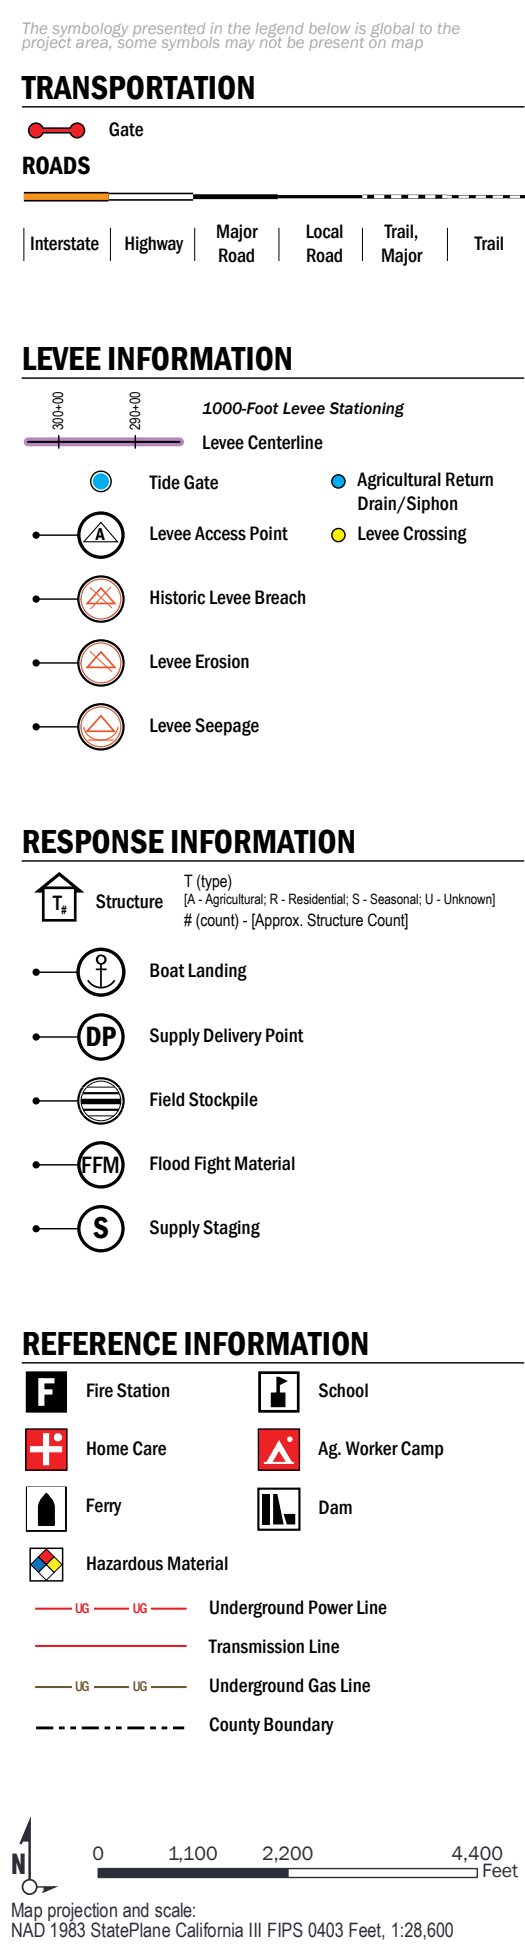 The symbology presented in the legend below is global to the
project area, some symbols may not be present on map
TRANSPORTATION
Gate
ROADS
Interstate
Highway
Major
Road
Local
Road
Trail,
Major
Trail
LEVEE INFORMATION
300+00
290+00
1000-Foot Levee Stationing
Levee Centerline
Tide Gate
Agricultural Return
Drain/Siphon
A
Levee Access Point
Levee Crossing
Historic Levee Breach
Levee Erosion
Levee Seepage
RESPONSE INFORMATION
T#
Structure
T (type)
[A - Agricultural; R - Residential; S - Seasonal; U - Unknown]
# (count) - [Approx. Structure Count]
Boat Landing
DP
Supply Delivery Point
Field Stockpile
FFM
Flood Fight Material
S
Supply Staging
REFERENCE INFORMATION
F
Fire Station
School
Home Care
Ag. Worker Camp
Ferry
Dam
Hazardous Material
UG UG
Underground Power Line
Transmission Line
UG UG
Underground Gas Line
County Boundary
N
0 1,100 2,200 4,400
Feet
Map projection and scale:
NAD 1983 StatePlane California III FIPS 0403 Feet, 1:28,600